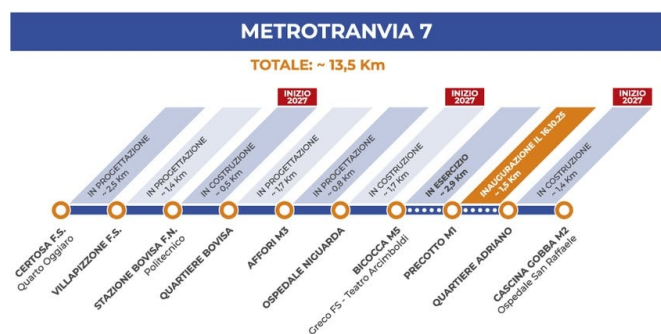 METROTRANVIA 7
TOTALE: ~ 13,5 Km
INIZIO
2027
INIZIO
2027
INIZIO
2027
IN PROGETTAZIONE
~ 2,5 Km
IN PROGETTAZIONE
~ 1,4 Km
IN COSTRUZIONE
~ 0,5 Km
IN PROGETTAZIONE
~ 1,7 Km
IN PROGETTAZIONE
~ 0,8 Km
IN COSTRUZIONE
~ 1,7 Km
IN ESERCIZIO
~ 2,9 Km
INAUGURAZIONE IL 16.10.25
~ 1,5 Km
IN COSTRUZIONE
~ 1,4 Km
CERTOSA F.S.
Quarto Oggiaro
VILLAPIZZONE F.S.
STAZIONE BOVISA F.N.
Politecnico
QUARTIERE BOVISA
AFFORI M3
OSPEDALE NIGUARDA
BICOCCA M5
Greco FS - Teatro Arcimboldi
PRECOTTO M1
QUARTIERE ADRIANO
CASCINA GOBBA M2
Ospedale San Raffaele